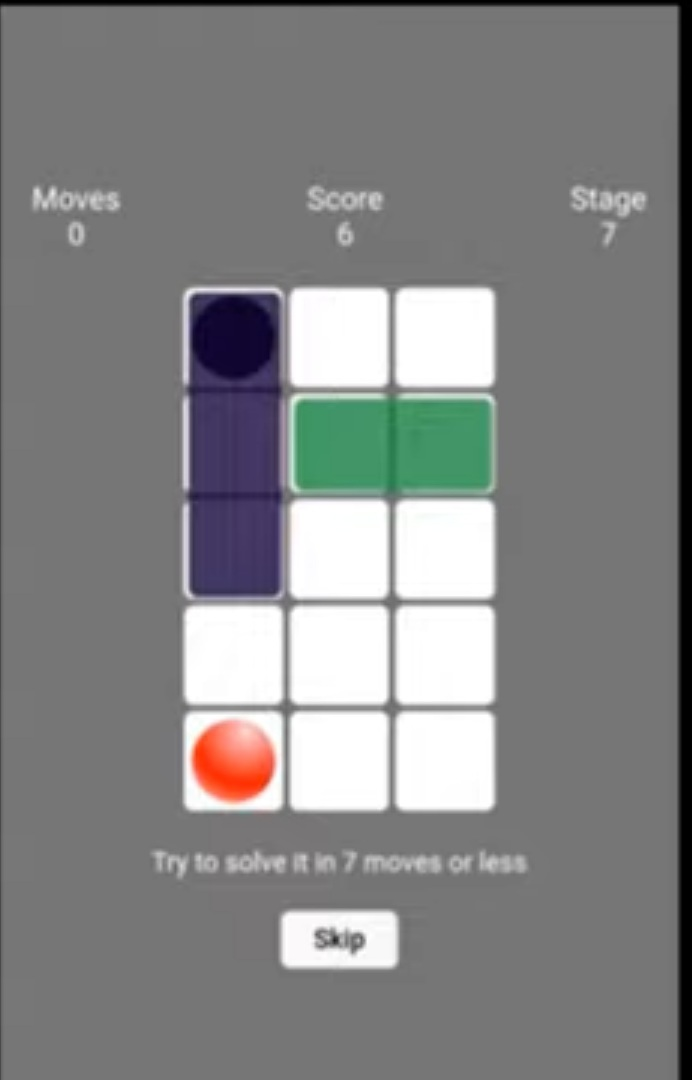 Moves
0
Score
6
Stage
7
Try to solve it in 7 moves or less
Skip